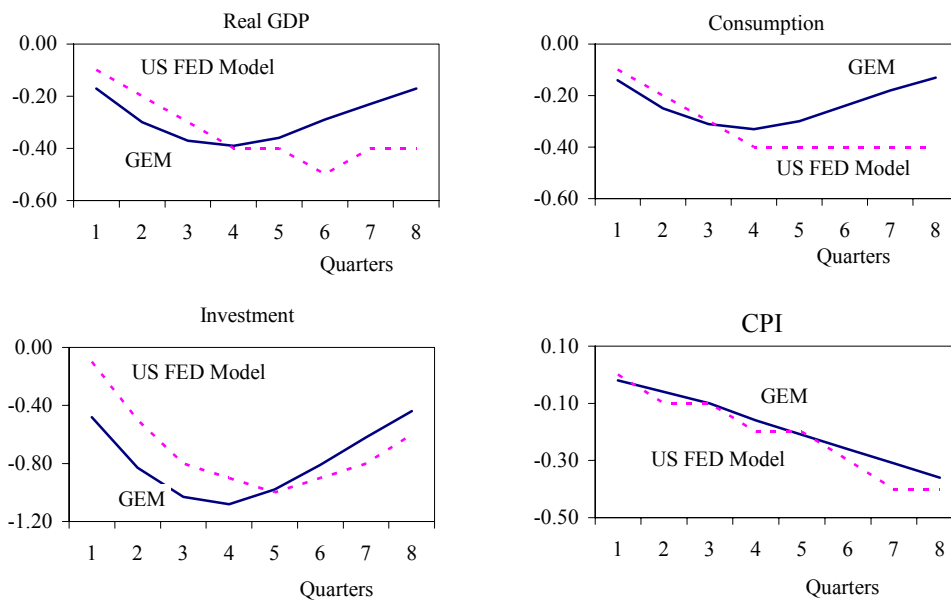 Real GDP
0.00
US FED Model
-0.20
-0.40
GEM
-0.60
1 2 3 4 5 6 7 8
Quarters
Consumption
0.00
GEM
-0.20
-0.40
US FED Model
-0.60
1 2 3 4 5 6 7 8
Quarters
Investment
0.00
US FED Model
-0.40
-0.80
GEM
-1.20
1 2 3 4 5 6 7 8
Quarters
CPI
0.10
GEM
-0.10
US FED Model
-0.30
-0.50
1 2 3 4 5 6 7 8
Quarters